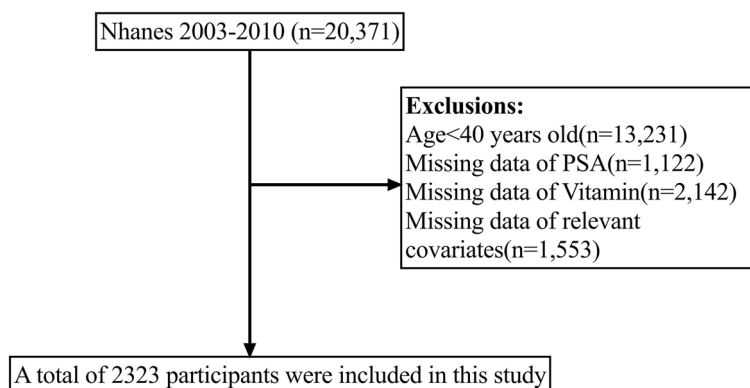 Nhanes 2003-2010 (n=20,371)
Exclusions:
Age<40 years old(n=13,231)
Missing data of PSA(n=1,122)
Missing data of Vitamin(n=2,142)
Missing data of relevant
covariates(n=1,553)
A total of 2323 participants were included in this study